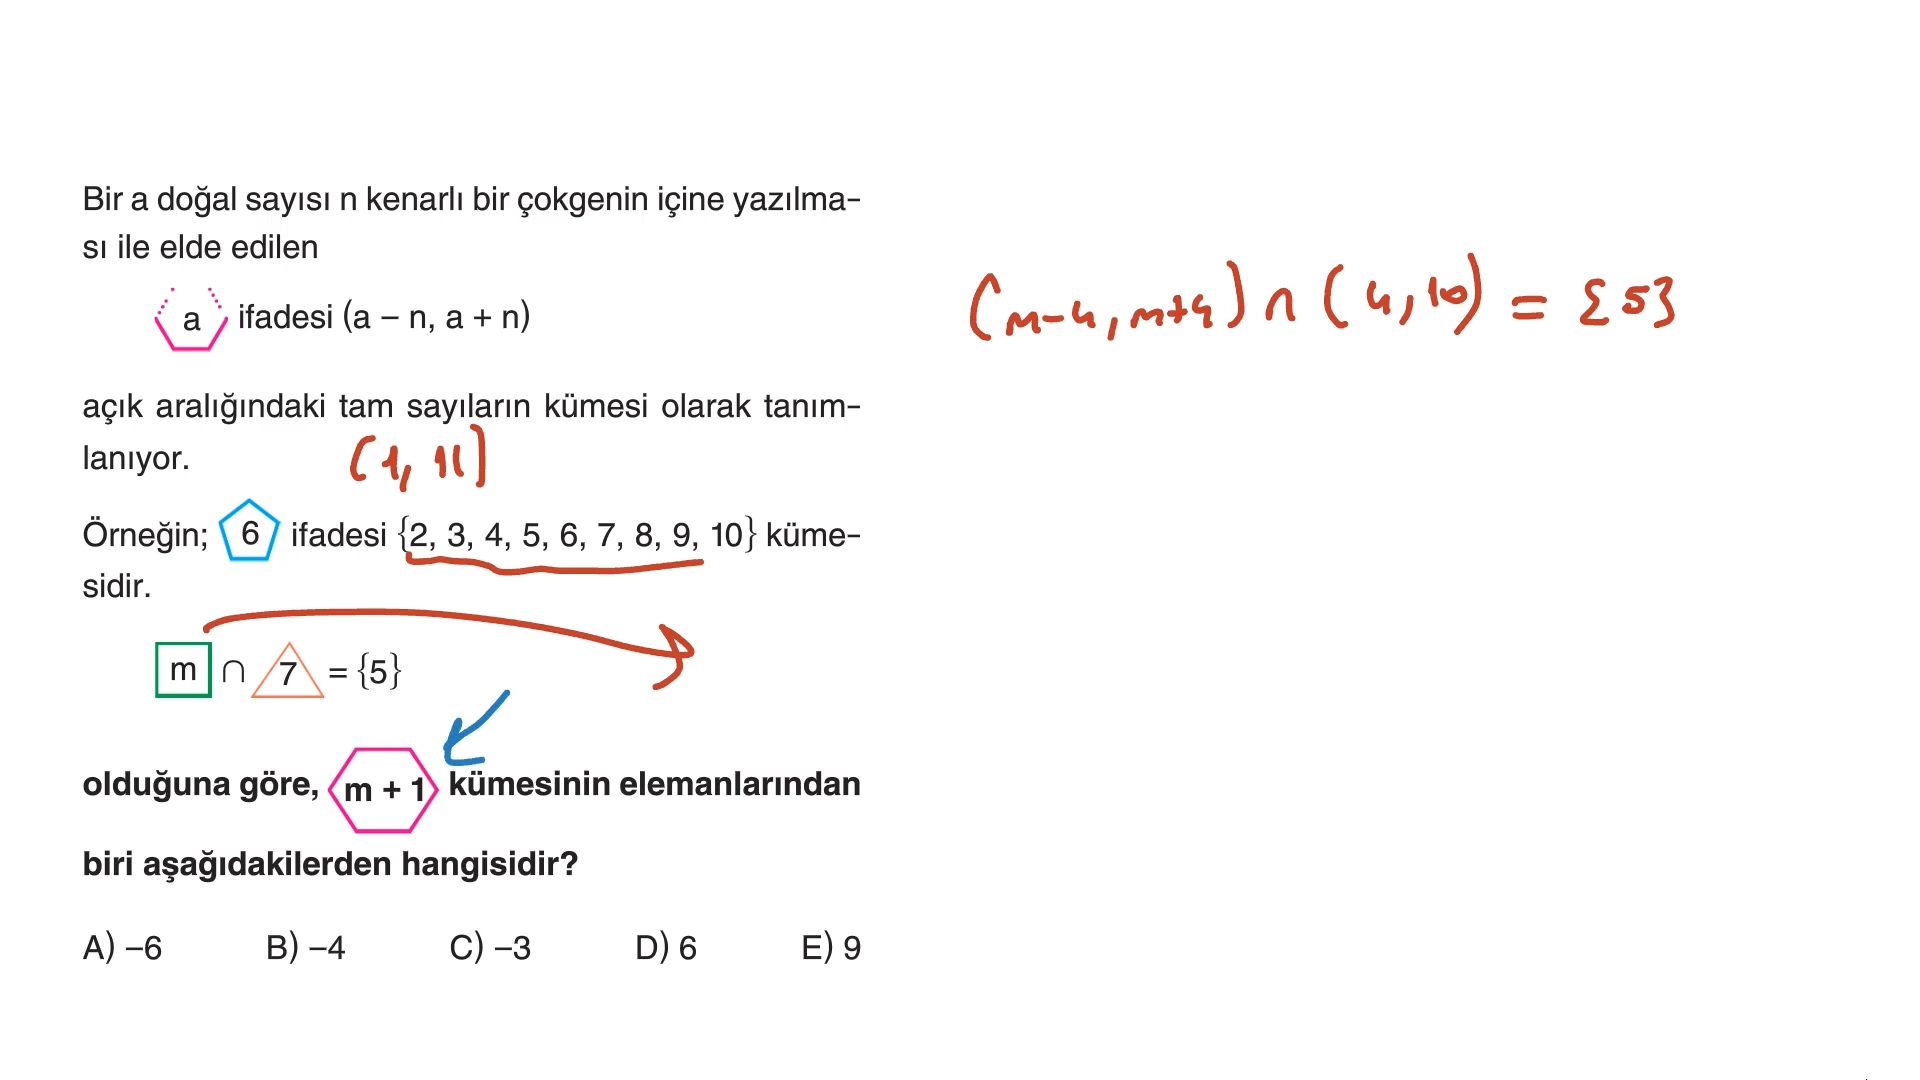 Bir a doğal sayısı n kenarlı bir çokgenin içine yazılma-
sı ile elde edilen
a ifadesi (a – n, a + n)
açık aralığındaki tam sayıların kümesi olarak tanım-
lanıyor.
(1, 11)
Örneğin; 6 ifadesi {2, 3, 4, 5, 6, 7, 8, 9, 10} küme-
sidir.
m ∩ 7 = {5}
olduğuna göre, m + 1 kümesinin elemanlarından
biri aşağıdakilerden hangisidir?
A) –6 B) –4 C) –3 D) 6 E) 9
(m-4, m+4) ∩ (4, 10) = {5}